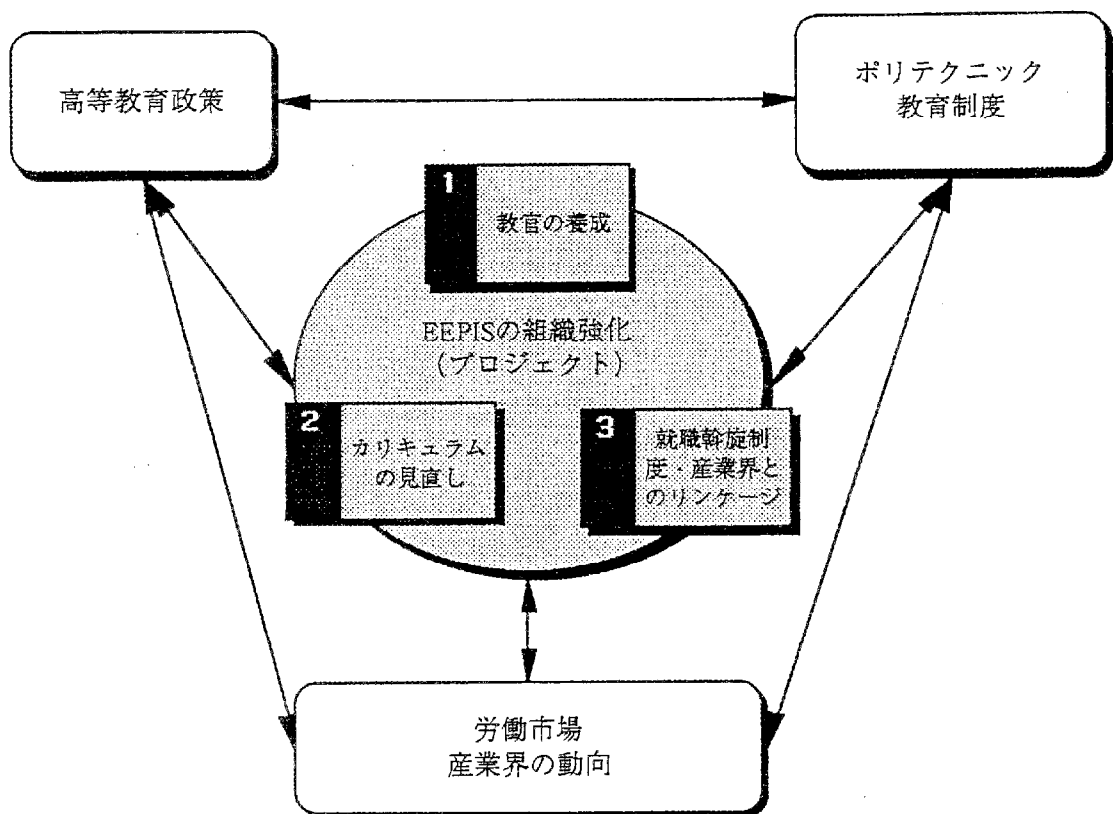 高等教育政策
ポリテクニック
教育制度
1
教官の養成
EEPISの組織強化
（プロジェクト）
2
カリキュラム
の見直し
3
就職斡旋制
度・産業界と
のリンケージ
労働市場
産業界の動向